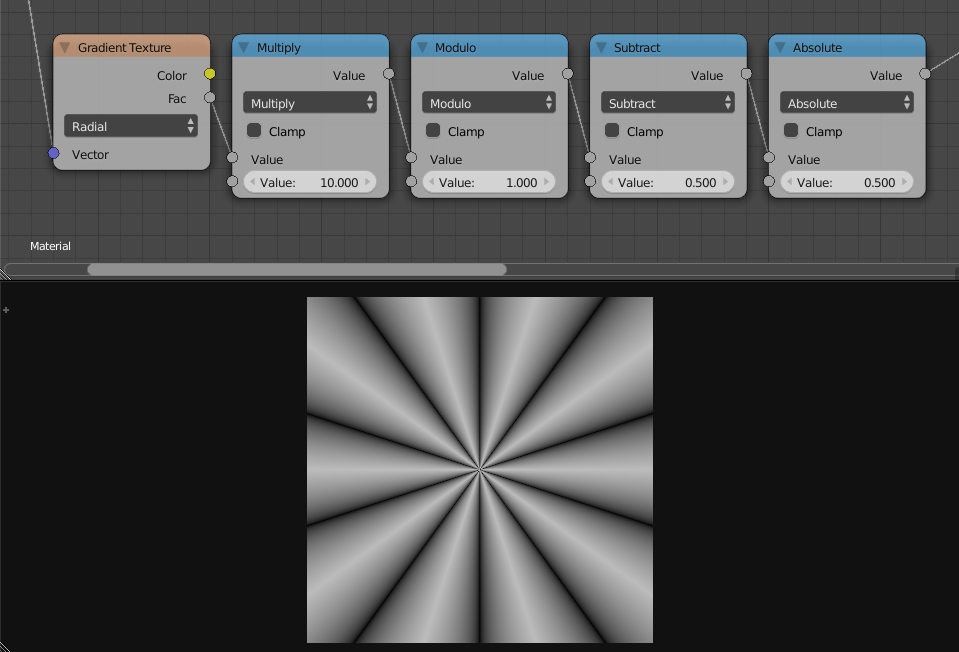 Gradient Texture
Color
Fac
Radial
Vector
Multiply
Value
Multiply
Clamp
Value
Value: 10.000
Modulo
Value
Modulo
Clamp
Value
Value: 1.000
Subtract
Value
Subtract
Clamp
Value
Value: 0.500
Absolute
Value
Absolute
Clamp
Value
Value: 0.500
Material